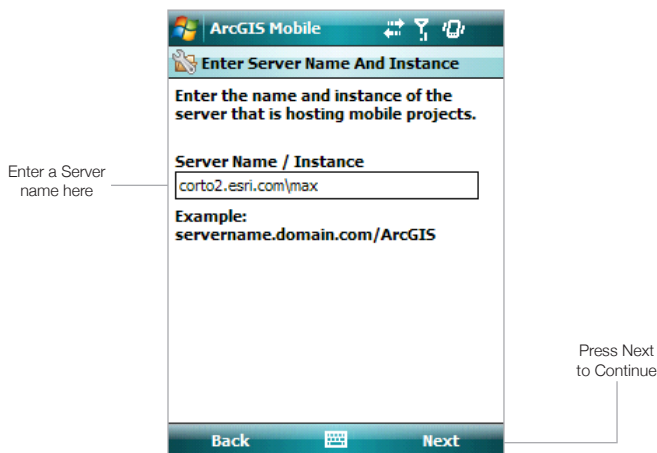 ArcGIS Mobile
Enter Server Name And Instance
Enter the name and instance of the
server that is hosting mobile projects.
Enter a Server
name here
Server Name / Instance
corto2.esri.com\max
Example:
servername.domain.com/ArcGIS
Press Next
to Continue
Back
Next